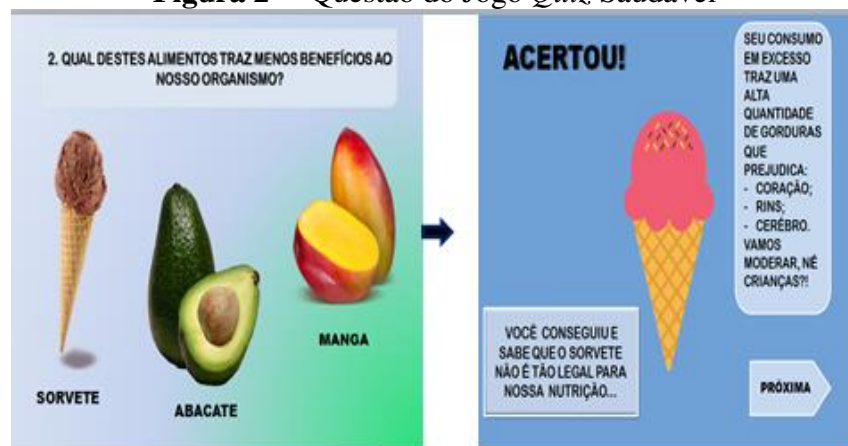 Figura 2 – Questão do Jogo Quiz Saudável
2. QUAL DESTES ALIMENTOS TRAZ MENOS BENEFÍCIOS AO
NOSSO ORGANISMO?
SORVETE
ABACATE
MANGA
ACERTOU!
SEU CONSUMO
EM EXCESSO
TRAZ UMA
ALTA
QUANTIDADE
DE GORDURAS
QUE
PREJUDICA:
- CORAÇÃO;
- RINS;
- CERÉBRO.
VAMOS
MODERAR, NÉ
CRIANÇAS?!
VOCÊ CONSEGUIU E
SABE QUE O SORVETE
NÃO É TÃO LEGAL PARA
NOSSA NUTRIÇÃO...
PRÓXIMA